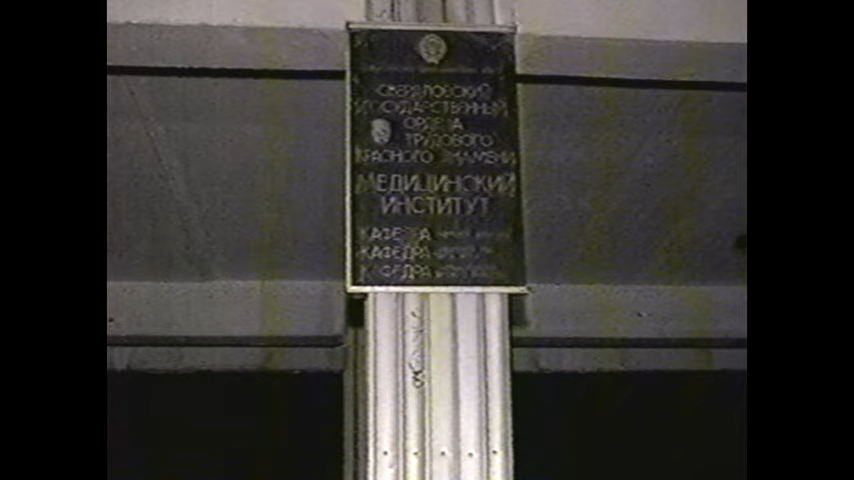 СВЕРДЛОВСКИЙ
ГОСУДАРСТВЕННЫЙ
ОРДЕНА
ТРУДОВОГО
КРАСНОГО ЗНАМЕНИ
МЕДИЦИНСКИЙ
ИНСТИТУТ
КАФЕДРА
КАФЕДРА
КАФЕДРА